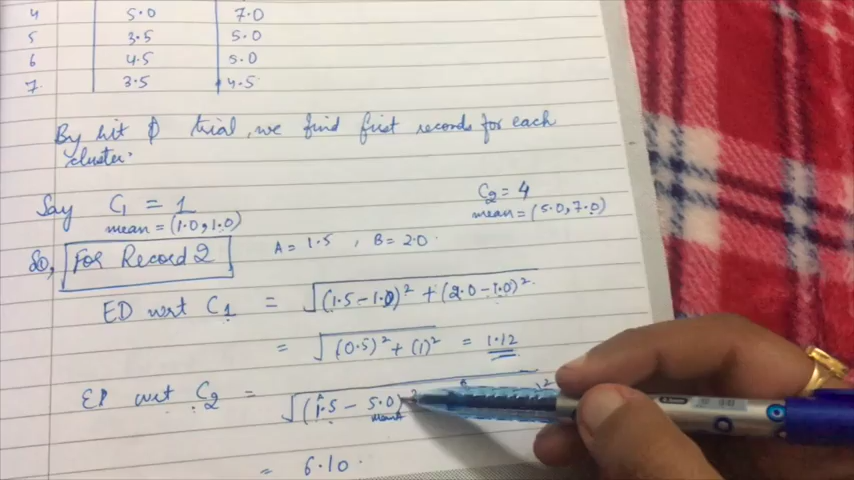 4 5.0 7.0
5 3.5 5.0
6 4.5 5.0
7. 3.5 4.5
By hit & trial, we find first records for each
cluster.
Say C1 = 1 C2 = 4
mean = (1.0, 1.0) mean = (5.0, 7.0)
So, For Record 2 A = 1.5 , B = 2.0
ED wrt C1 = √(1.5 - 1.0)² + (2.0 - 1.0)²
= √(0.5)² + (1)² = 1.12
ED wrt C2 = √(1.5 - 5.0)² )²
= 6.10